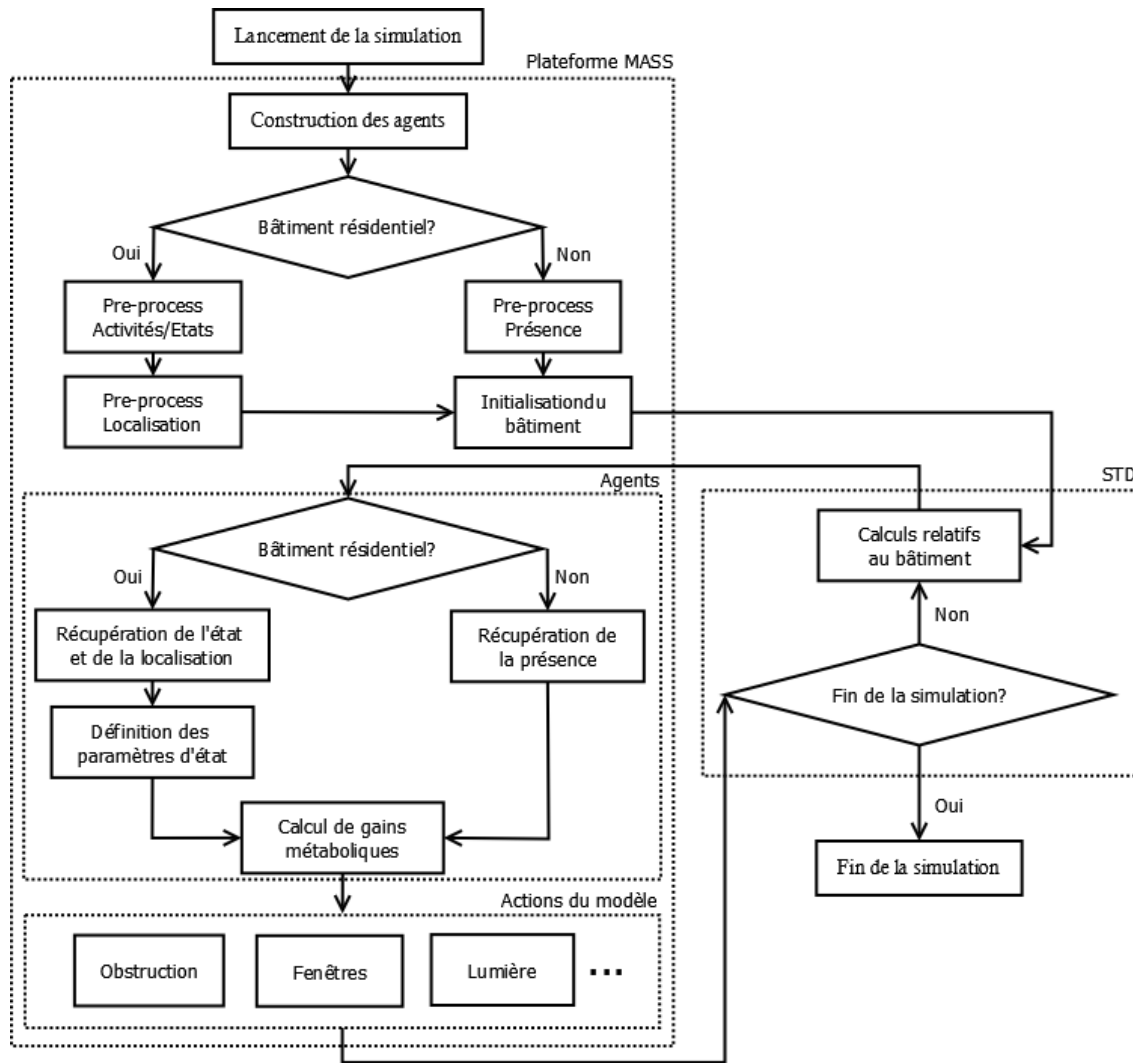 Lancement de la simulation
Plateforme MASS
Construction des agents
Bâtiment résidentiel?
Oui
Non
Pre-process
Activités/Etats
Pre-process
Présence
Pre-process
Localisation
Initialisationdu
bâtiment
Agents
STD
Bâtiment résidentiel?
Calculs relatifs
au bâtiment
Oui
Non
Non
Récupération de l'état
et de la localisation
Récupération de
la présence
Fin de la simulation?
Définition des
paramètres d'état
Oui
Calcul de gains
métaboliques
Fin de la simulation
Actions du modèle
Obstruction
Fenêtres
Lumière
...